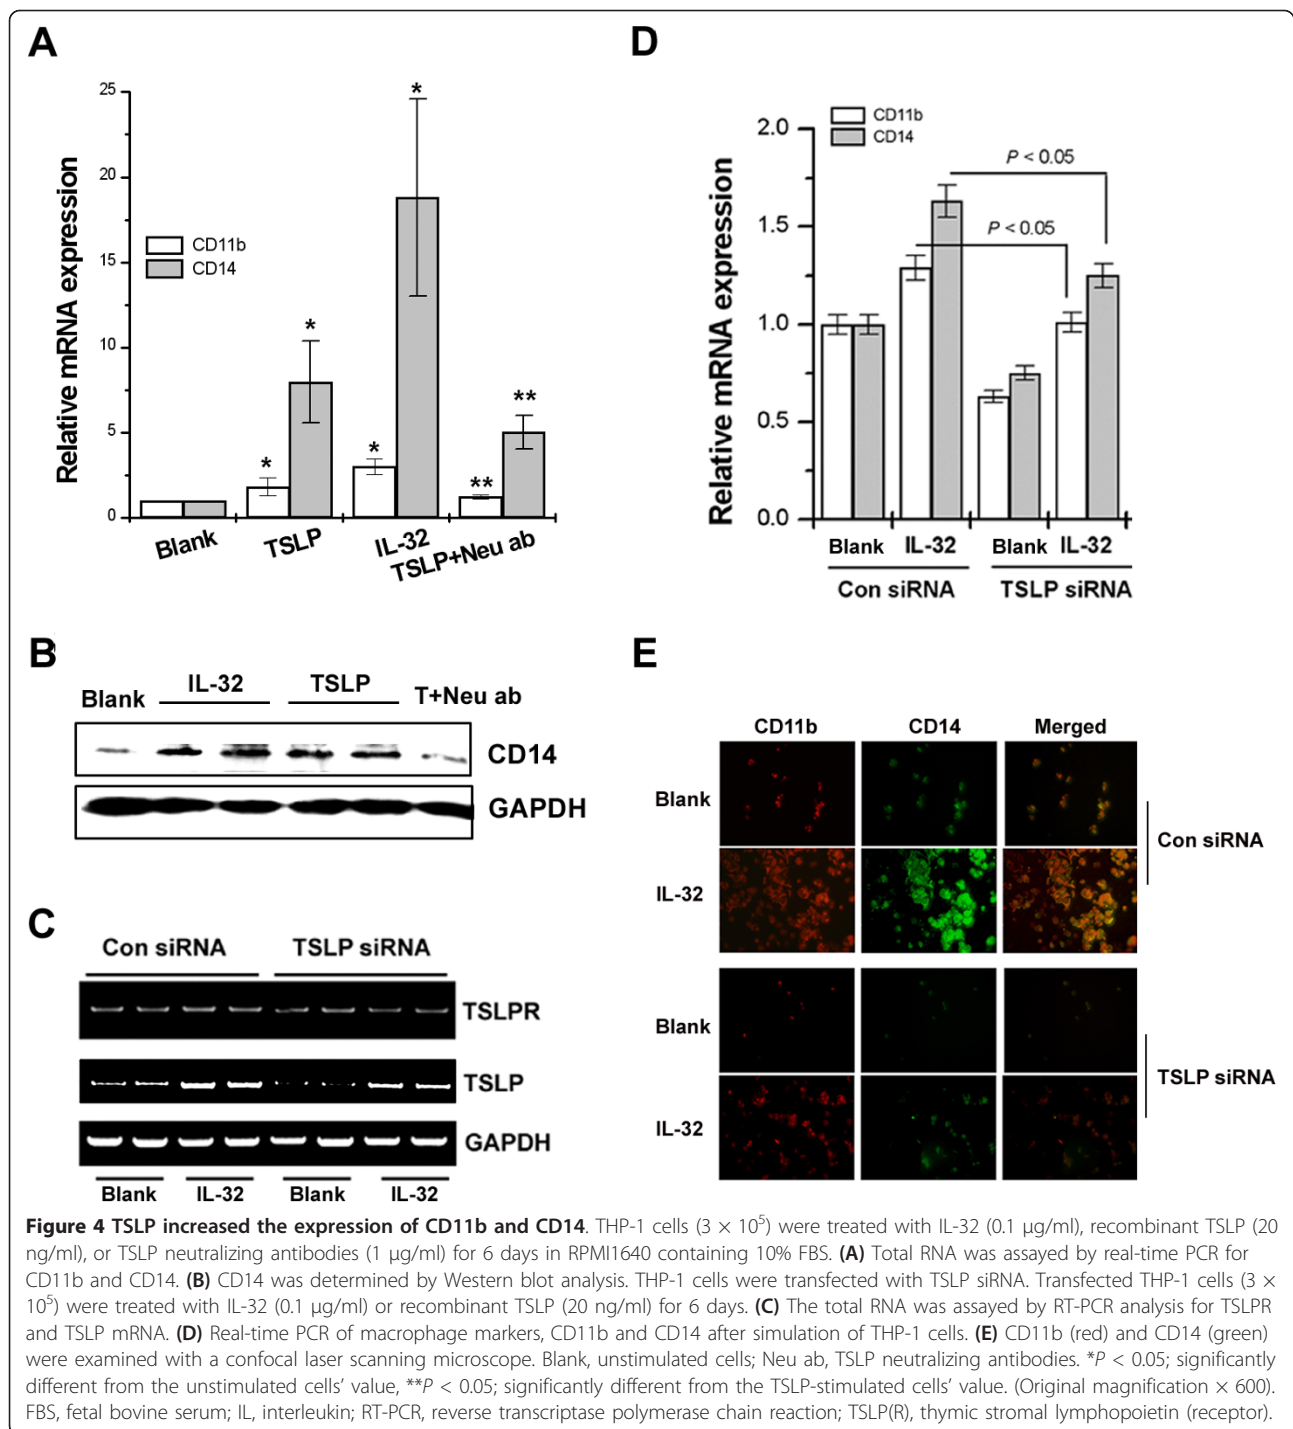 A
25
20
15
10
5
0
Relative mRNA expression
CD11b
CD14
*
*
*
*
**
**
Blank
TSLP
IL-32
TSLP+Neu ab
D
2.0
1.5
1.0
0.5
0.0
Relative mRNA expression
CD11b
CD14
P < 0.05
P < 0.05
Blank IL-32 Blank IL-32
Con siRNA TSLP siRNA
B
Blank IL-32 TSLP T+Neu ab
CD14
GAPDH
C
Con siRNA TSLP siRNA
TSLPR
TSLP
GAPDH
Blank IL-32 Blank IL-32
E
CD11b CD14 Merged
Blank
IL-32
Con siRNA
Blank
IL-32
TSLP siRNA
Figure 4 TSLP increased the expression of CD11b and CD14. THP-1 cells (3 × 10⁵) were treated with IL-32 (0.1 μg/ml), recombinant TSLP (20
ng/ml), or TSLP neutralizing antibodies (1 μg/ml) for 6 days in RPMI1640 containing 10% FBS. (A) Total RNA was assayed by real-time PCR for
CD11b and CD14. (B) CD14 was determined by Western blot analysis. THP-1 cells were transfected with TSLP siRNA. Transfected THP-1 cells (3 ×
10⁵) were treated with IL-32 (0.1 μg/ml) or recombinant TSLP (20 ng/ml) for 6 days. (C) The total RNA was assayed by RT-PCR analysis for TSLPR
and TSLP mRNA. (D) Real-time PCR of macrophage markers, CD11b and CD14 after simulation of THP-1 cells. (E) CD11b (red) and CD14 (green)
were examined with a confocal laser scanning microscope. Blank, unstimulated cells; Neu ab, TSLP neutralizing antibodies. *P < 0.05; significantly
different from the unstimulated cells' value, **P < 0.05; significantly different from the TSLP-stimulated cells' value. (Original magnification × 600).
FBS, fetal bovine serum; IL, interleukin; RT-PCR, reverse transcriptase polymerase chain reaction; TSLP(R), thymic stromal lymphopoietin (receptor).